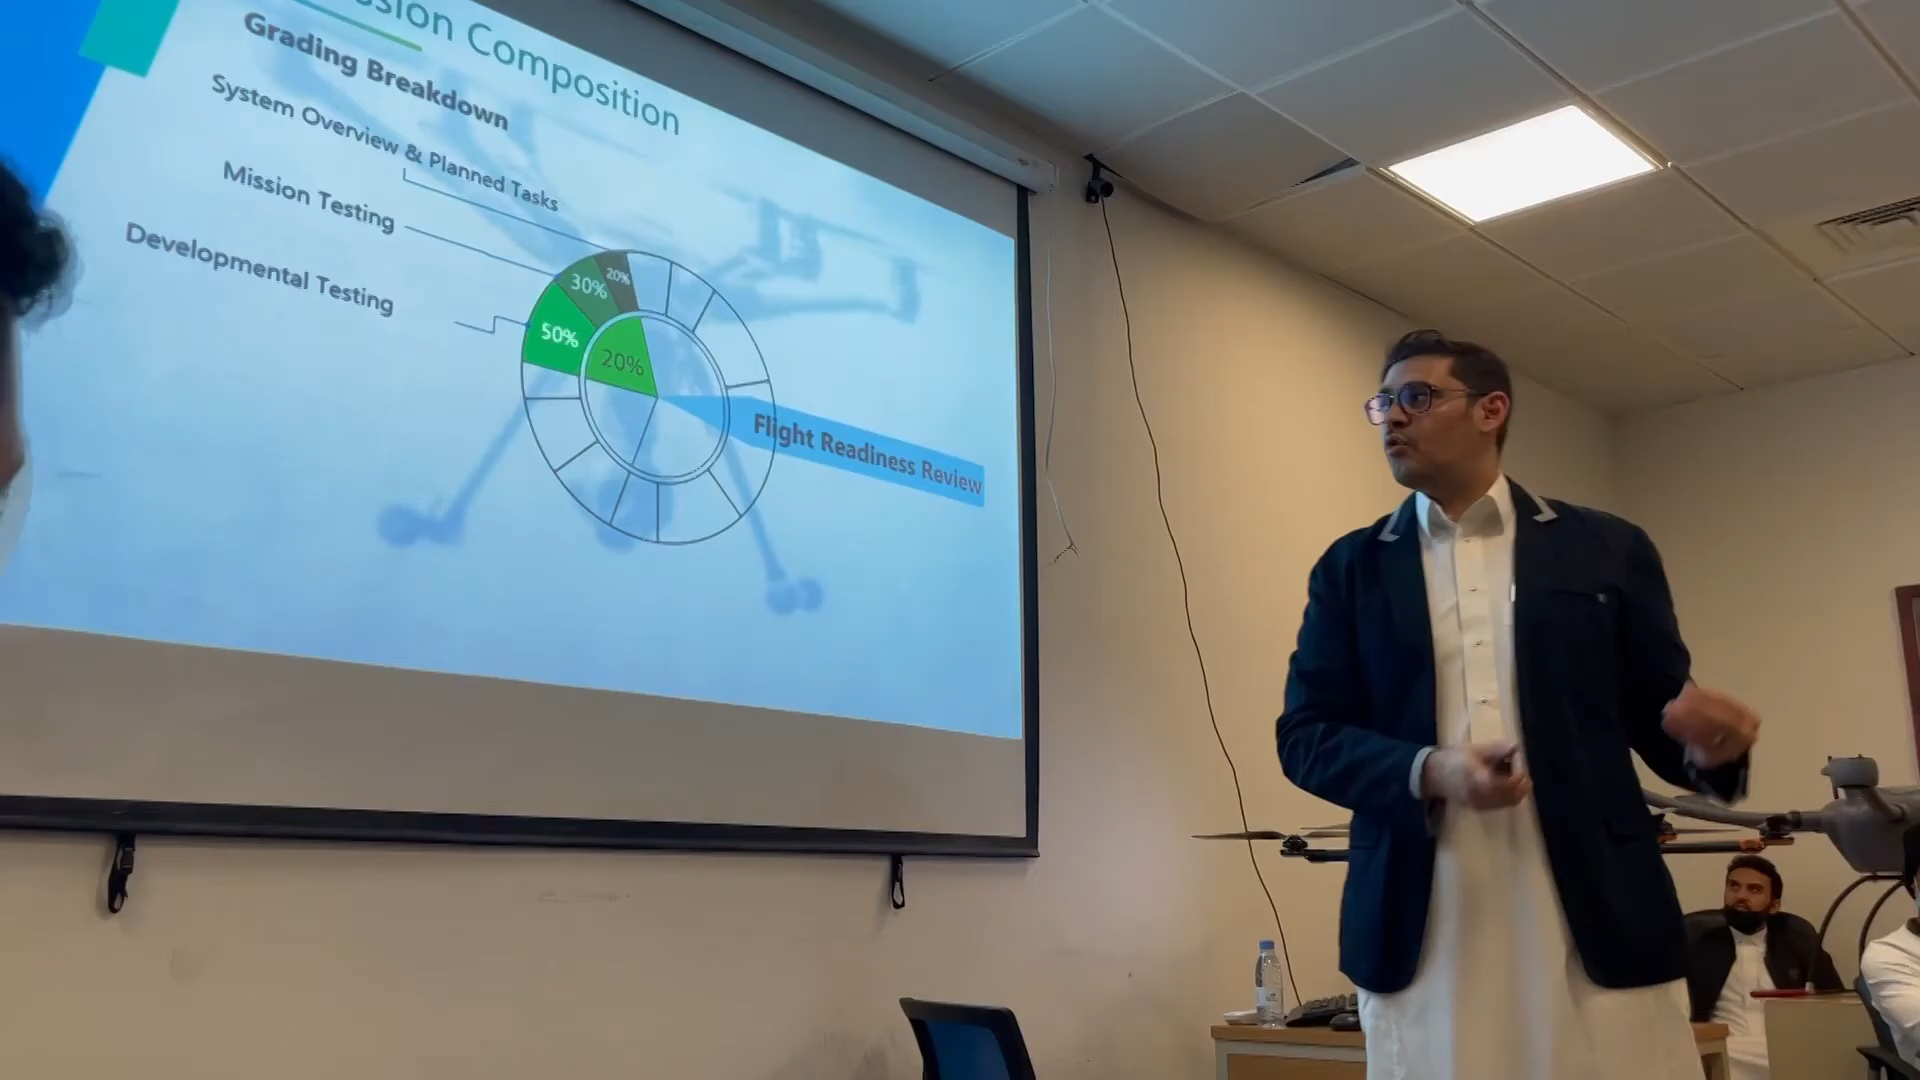 Composition
Grading Breakdown
System Overview & Planned Tasks
Mission Testing
Developmental Testing
20%
30%
50%
20%
Flight Readiness Review